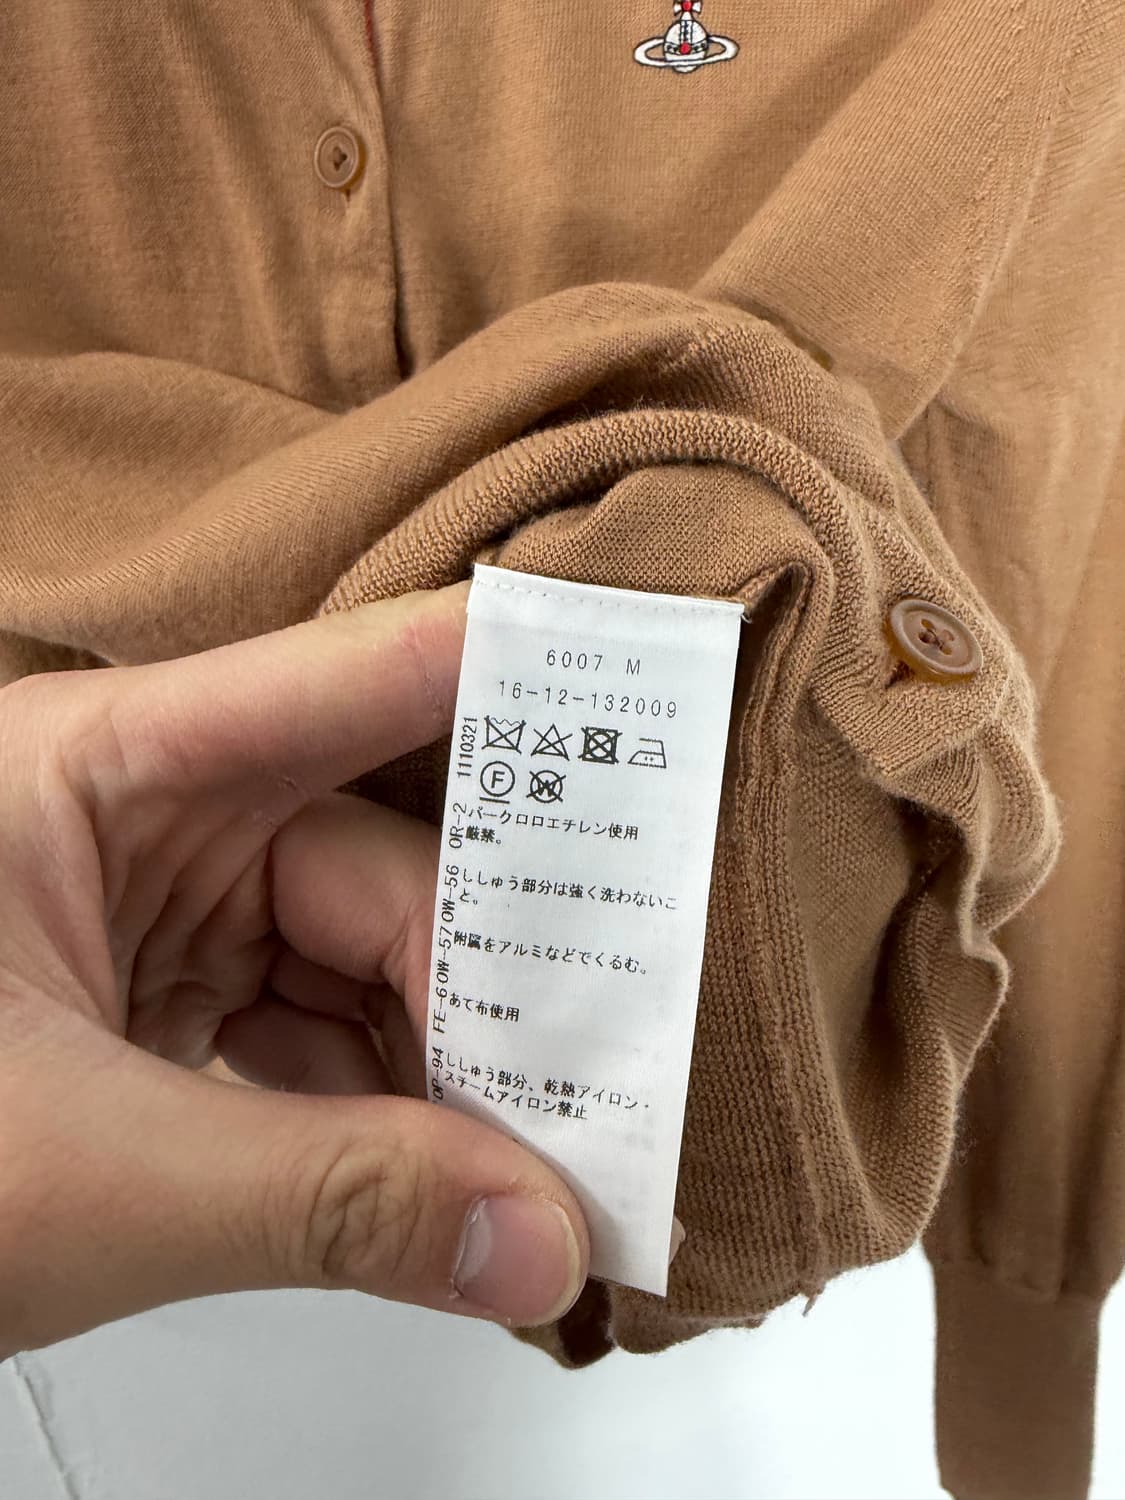 6007 M
16-12-132009
F
W
パークロロエチレン使用
厳禁。
ししゅう部分は強く洗わないこ
と。
附属をアルミなどでくるむ。
あて布使用
ししゅう部分、乾熱アイロン・
スチームアイロン禁止
OP-94 FE-6 OW-57 OW-56 OR-2 1110321